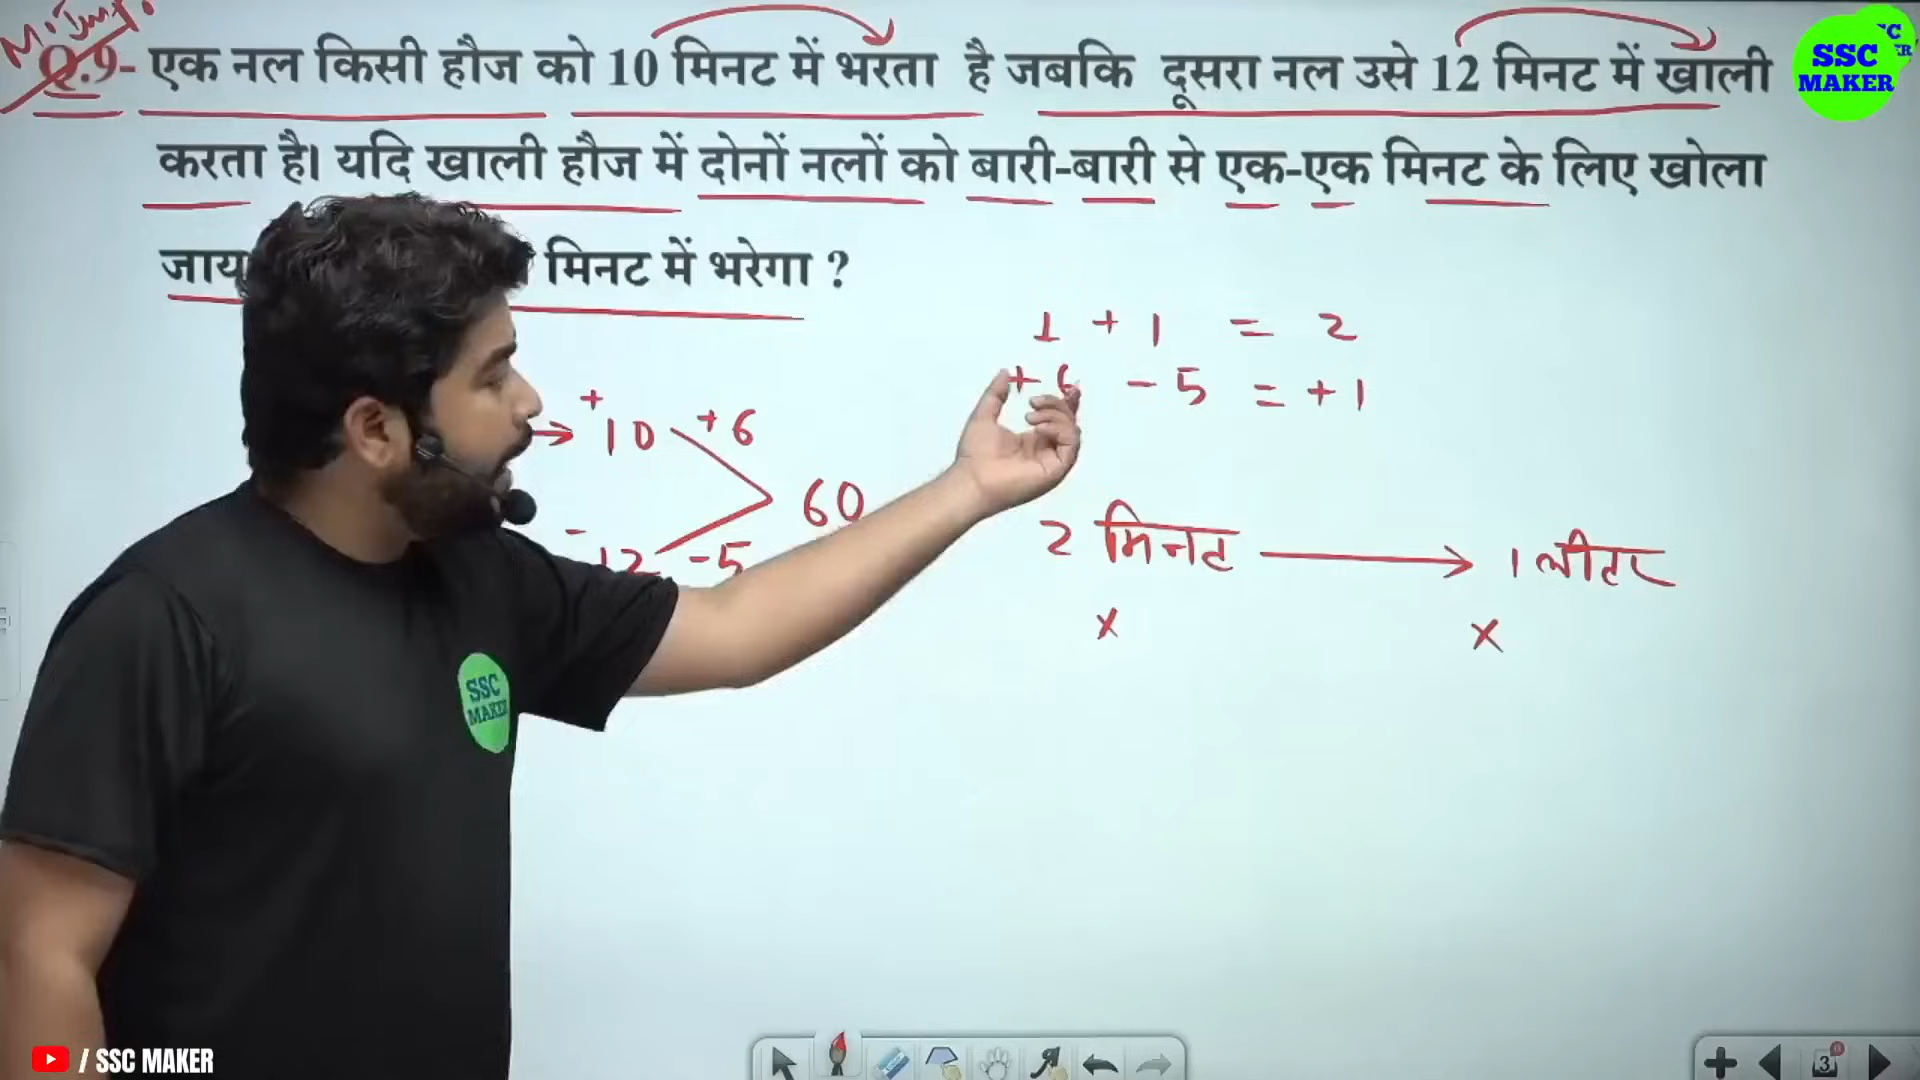 M. Imp.
Q.9- एक नल किसी हौज को 10 मिनट में भरता है जबकि दूसरा नल उसे 12 मिनट में खाली
करता है। यदि खाली हौज में दोनों नलों को बारी-बारी से एक-एक मिनट के लिए खोला
जाय मिनट में भरेगा ?
SSC MAKER
1 + 1 = 2
+6 - 5 = +1
+
→ 10 +6
60
-
12 -5
2 मिनट → 1 लीटर
x x
SSC
MAKER
/ SSC MAKER
3